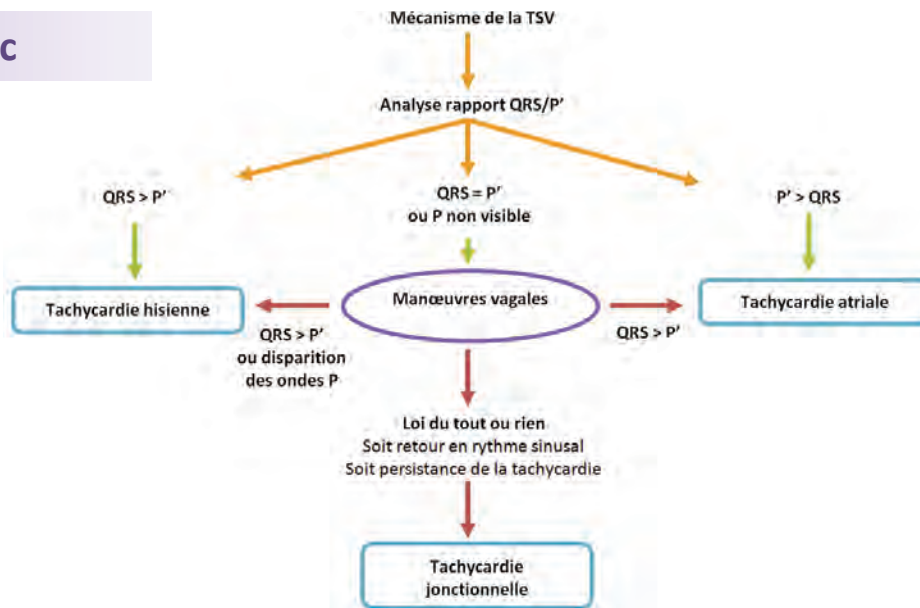 c
Mécanisme de la TSV
Analyse rapport QRS/P'
QRS > P'
QRS = P'
ou P non visible
P' > QRS
Tachycardie hisienne
Manœuvres vagales
Tachycardie atriale
QRS > P'
ou disparition
des ondes P
QRS > P'
Loi du tout ou rien
Soit retour en rythme sinusal
Soit persistance de la tachycardie
Tachycardie
jonctionnelle